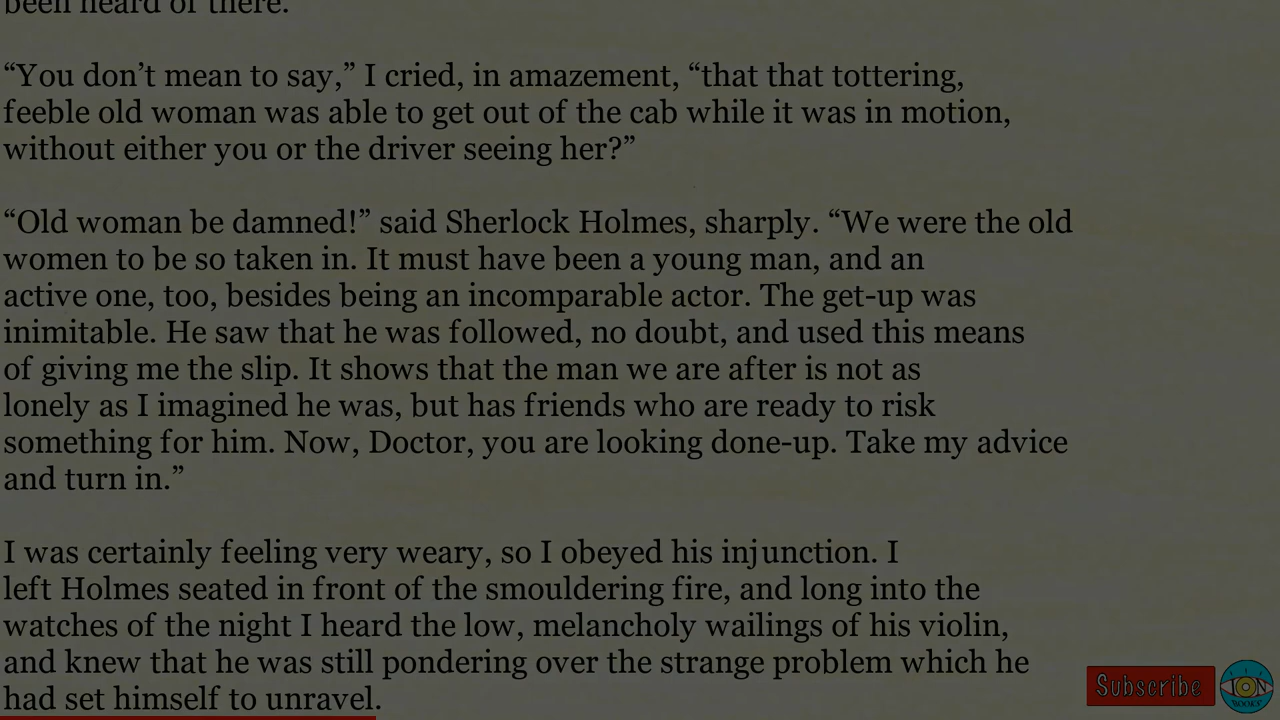 been heard of there.
“You don’t mean to say,” I cried, in amazement, “that that tottering,
feeble old woman was able to get out of the cab while it was in motion,
without either you or the driver seeing her?”
“Old woman be damned!” said Sherlock Holmes, sharply. “We were the old
women to be so taken in. It must have been a young man, and an
active one, too, besides being an incomparable actor. The get-up was
inimitable. He saw that he was followed, no doubt, and used this means
of giving me the slip. It shows that the man we are after is not as
lonely as I imagined he was, but has friends who are ready to risk
something for him. Now, Doctor, you are looking done-up. Take my advice
and turn in.”
I was certainly feeling very weary, so I obeyed his injunction. I
left Holmes seated in front of the smouldering fire, and long into the
watches of the night I heard the low, melancholy wailings of his violin,
and knew that he was still pondering over the strange problem which he
had set himself to unravel.
Subscribe
ION
BOOKS